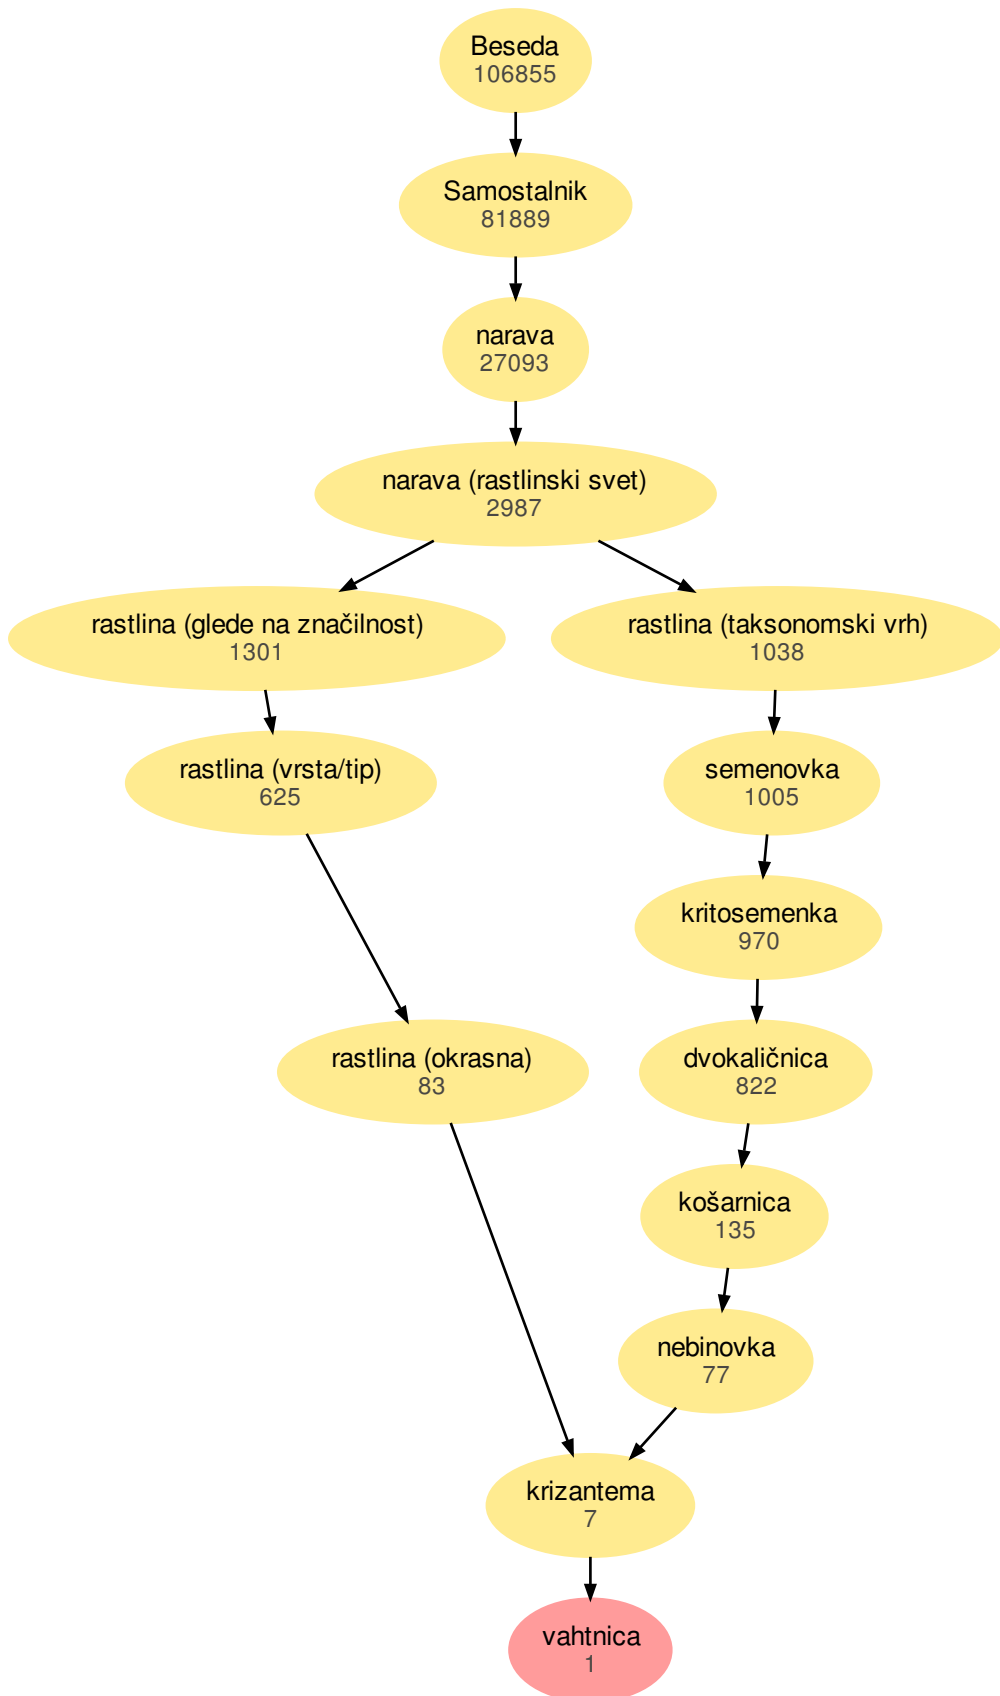 Beseda
106855
Samostalnik
81889
narava
27093
narava (rastlinski svet)
2987
rastlina (glede na značilnost)
1301
rastlina (taksonomski vrh)
1038
rastlina (vrsta/tip)
625
semenovka
1005
kritosemenka
970
rastlina (okrasna)
83
dvokaličnica
822
košarnica
135
nebinovka
77
krizantema
7
vahtnica
1